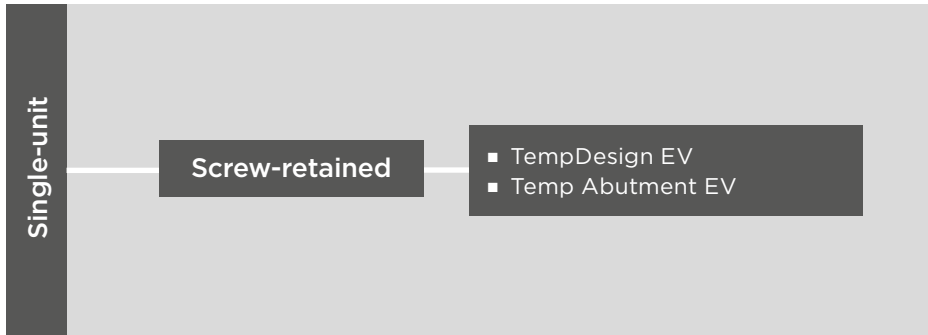 Single-unit
Screw-retained
▪ TempDesign EV
▪ Temp Abutment EV